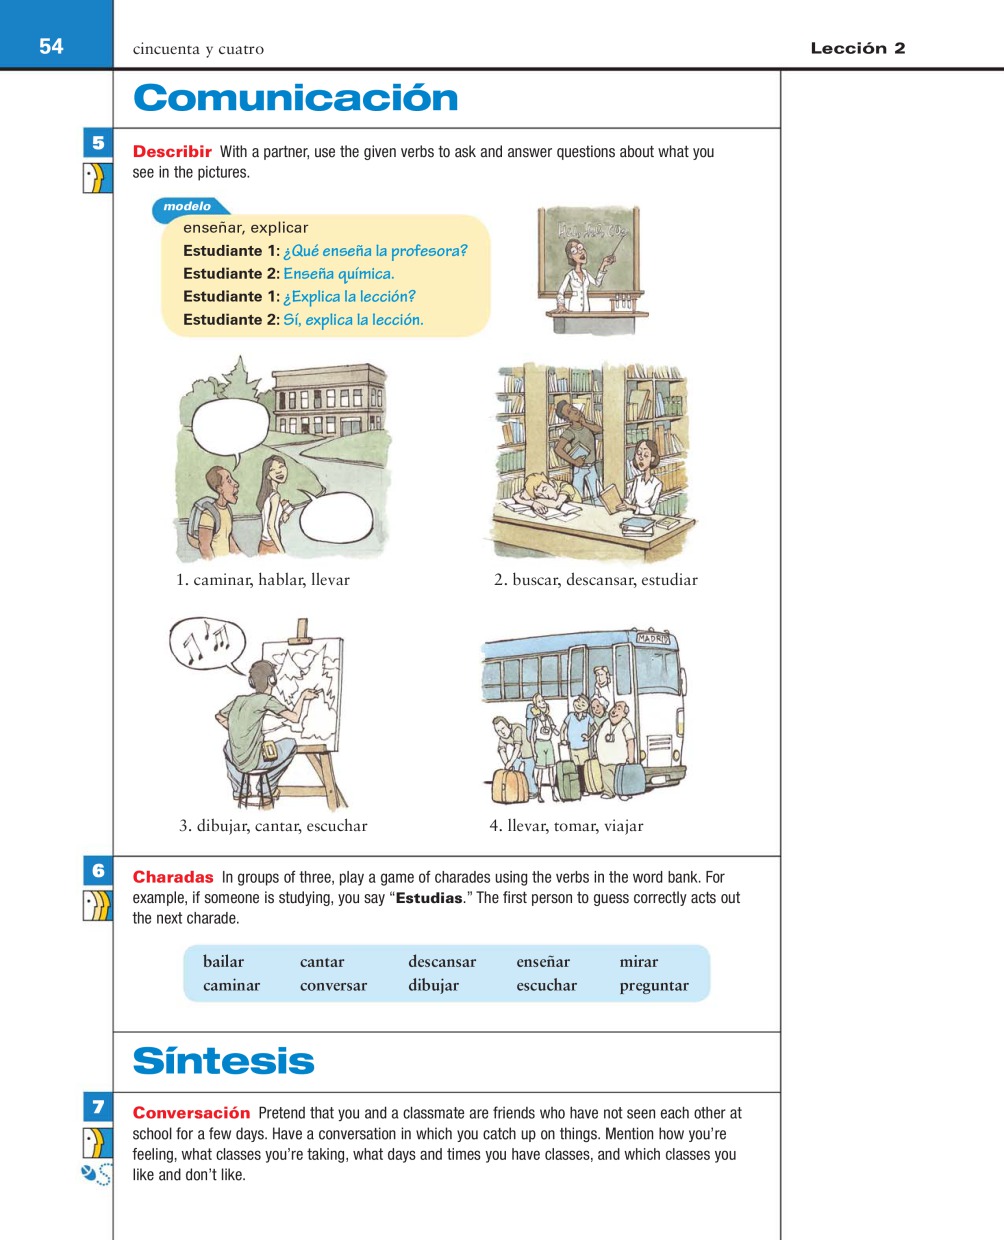 54
cincuenta y cuatro
Lección 2
Comunicación
5
Describir With a partner, use the given verbs to ask and answer questions about what you
see in the pictures.
modelo
enseñar, explicar
Estudiante 1: ¿Qué enseña la profesora?
Estudiante 2: Enseña química.
Estudiante 1: ¿Explica la lección?
Estudiante 2: Sí, explica la lección.
1. caminar, hablar, llevar
2. buscar, descansar, estudiar
MADRID
3. dibujar, cantar, escuchar
4. llevar, tomar, viajar
6
Charadas In groups of three, play a game of charades using the verbs in the word bank. For
example, if someone is studying, you say “Estudias.” The first person to guess correctly acts out
the next charade.
bailar cantar descansar enseñar mirar
caminar conversar dibujar escuchar preguntar
Síntesis
7
Conversación Pretend that you and a classmate are friends who have not seen each other at
school for a few days. Have a conversation in which you catch up on things. Mention how you’re
feeling, what classes you’re taking, what days and times you have classes, and which classes you
like and don’t like.